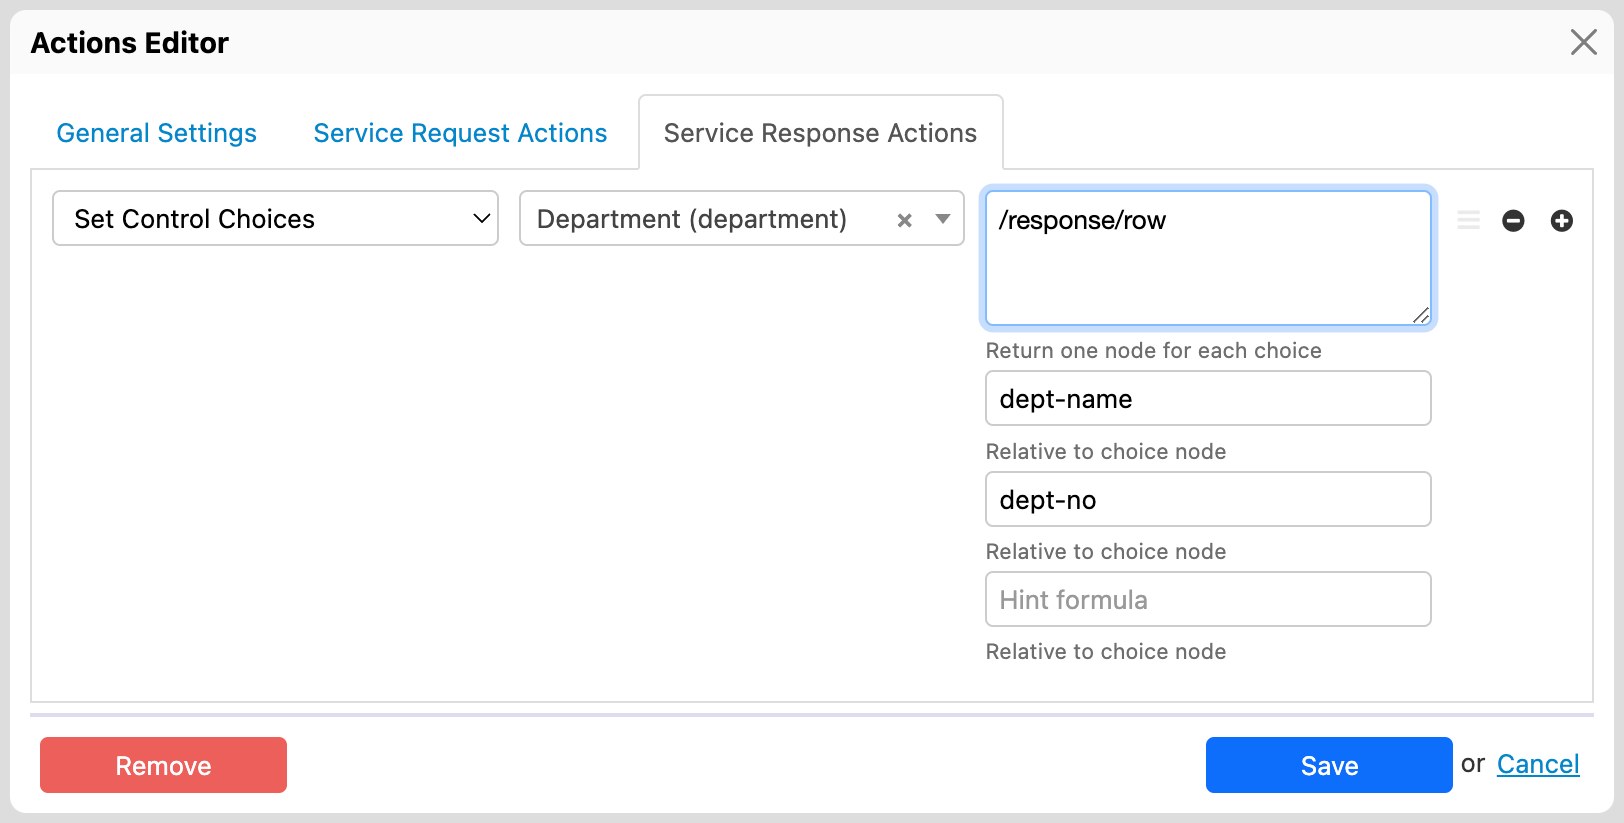 Actions Editor
General Settings
Service Request Actions
Service Response Actions
Set Control Choices
Department (department)
/response/row
Return one node for each choice
dept-name
Relative to choice node
dept-no
Relative to choice node
Hint formula
Relative to choice node
Remove
Save
or Cancel